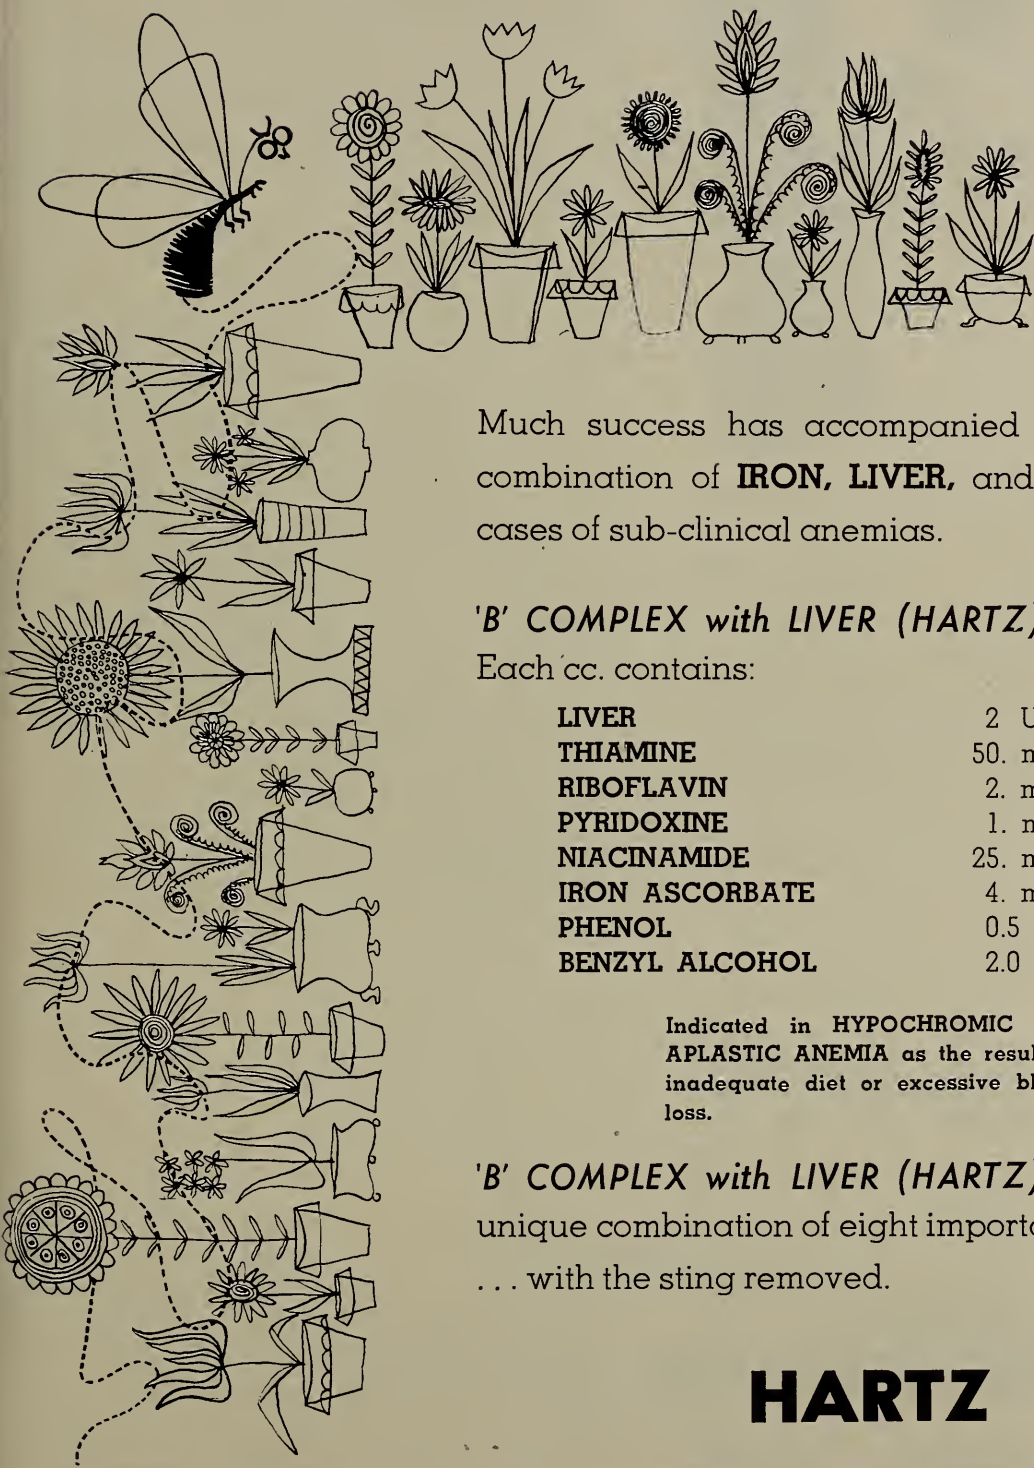 Much success has accompanied
combination of IRON, LIVER, and
cases of sub-clinical anemias.
'B' COMPLEX with LIVER (HARTZ)
Each cc. contains:
LIVER 2
THIAMINE 50.
RIBOFLAVIN 2.
PYRIDOXINE 1.
NIACINAMIDE 25.
IRON ASCORBATE 4.
PHENOL 0.5
BENZYL ALCOHOL 2.0
Indicated in HYPOCHROMIC
APLASTIC ANEMIA as the
inadequate diet or excessive
loss.
'B' COMPLEX with LIVER (HARTZ)
unique combination of eight
... with the sting removed.
HARTZ